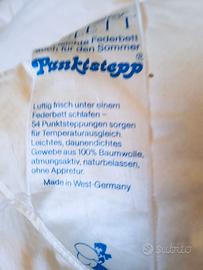 leichte Federbett
auch für den Sommer
Punktstepp®
Luftig frisch unter einem
Federbett schlafen –
54 Punktsteppungen sorgen
für Temperaturausgleich.
Leichtes, daunendichtes
Gewebe aus 100% Baumwolle,
atmungsaktiv, naturbelassen,
ohne Appretur.
Made in West-Germany
subito